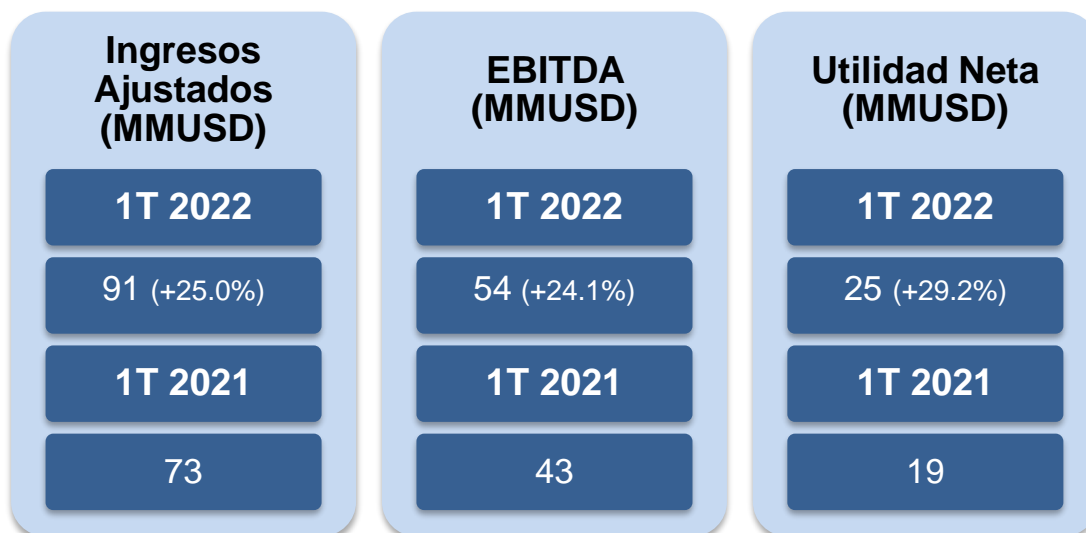 Ingresos
Ajustados
(MMUSD)
1T 2022
91 (+25.0%)
1T 2021
73
EBITDA
(MMUSD)
1T 2022
54 (+24.1%)
1T 2021
43
Utilidad Neta
(MMUSD)
1T 2022
25 (+29.2%)
1T 2021
19